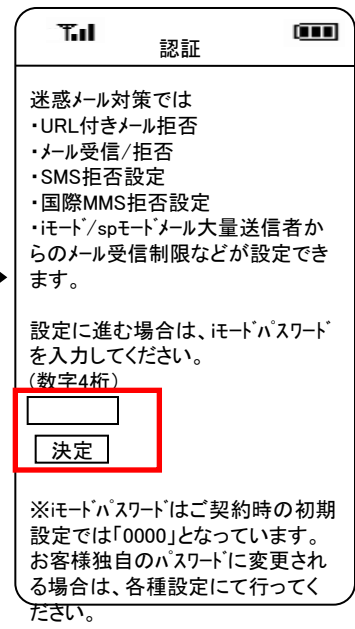 認証
迷惑ﾒｰﾙ対策では
・URL付きﾒｰﾙ拒否
・ﾒｰﾙ受信/拒否
・SMS拒否設定
・国際MMS拒否設定
・iﾓｰﾄﾞ/spﾓｰﾄﾞﾒｰﾙ大量送信者か
らのﾒｰﾙ受信制限などが設定でき
ます。
設定に進む場合は、iﾓｰﾄﾞﾊﾟｽﾜｰﾄﾞ
を入力してください。
(数字4桁)
決定
※iﾓｰﾄﾞﾊﾟｽﾜｰﾄﾞはご契約時の初期
設定では「0000」となっています。
お客様独自のﾊﾟｽﾜｰﾄﾞに変更され
る場合は、各種設定にて行ってく
ださい。